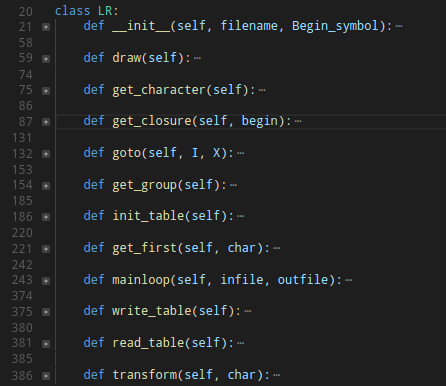 20 class LR:
21 def __init__(self, filename, Begin_symbol):⋯
58
59 def draw(self):⋯
74
75 def get_character(self):⋯
86
87 def get_closure(self, begin):⋯
131
132 def goto(self, I, X):⋯
153
154 def get_group(self):⋯
185
186 def init_table(self):⋯
220
221 def get_first(self, char):⋯
242
243 def mainloop(self, infile, outfile):⋯
374
375 def write_table(self):⋯
380
381 def read_table(self):⋯
385
386 def transform(self, char):⋯